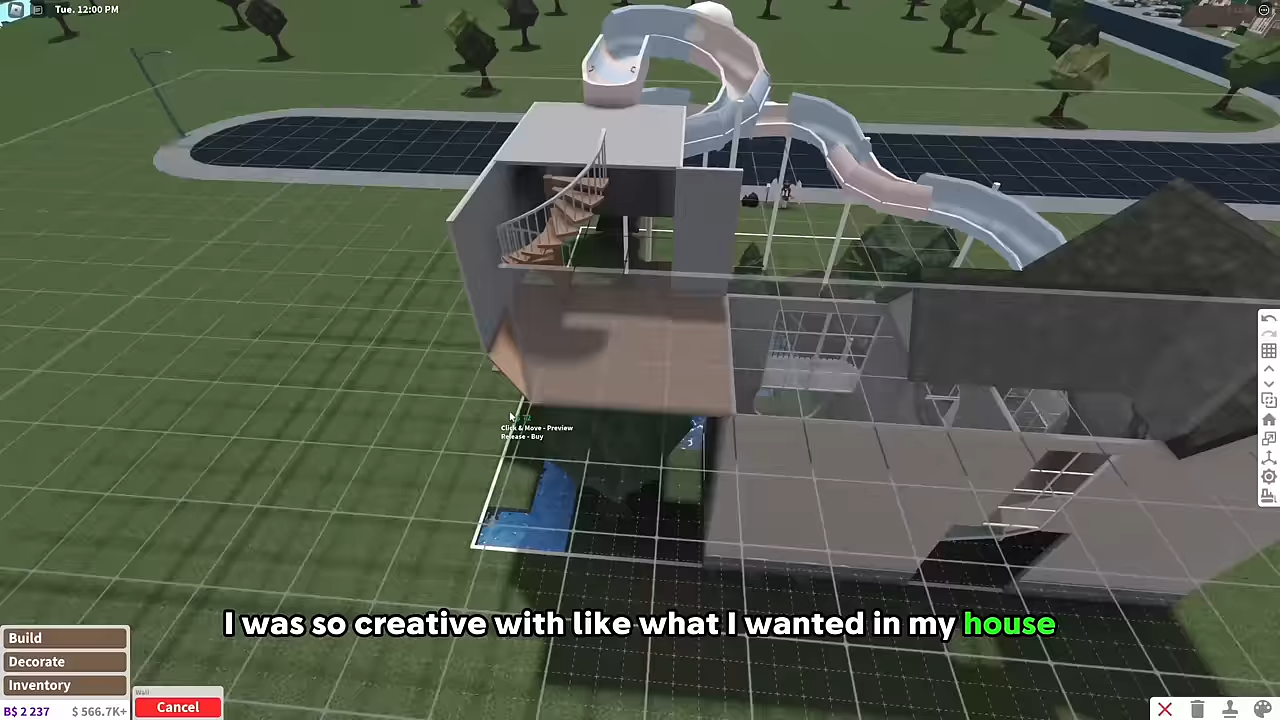 Tue. 12:00 PM
Click & Move - Preview
Release - Buy
I was so creative with like what I wanted in my house
Build
Decorate
Inventory
B$ 2 237
$ 566.7K+
Wall
Cancel